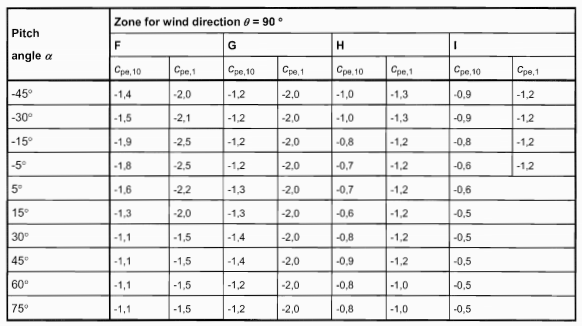 Pitch angle α | Zone for wind direction θ = 90 °
F | G | H | I
cpe,10 | cpe,1 | cpe,10 | cpe,1 | cpe,10 | cpe,1 | cpe,10 | cpe,1
-45° | -1,4 | -2,0 | -1,2 | -2,0 | -1,0 | -1,3 | -0,9 | -1,2
-30° | -1,5 | -2,1 | -1,2 | -2,0 | -1,0 | -1,3 | -0,9 | -1,2
-15° | -1,9 | -2,5 | -1,2 | -2,0 | -0,8 | -1,2 | -0,8 | -1,2
-5° | -1,8 | -2,5 | -1,2 | -2,0 | -0,7 | -1,2 | -0,6 | -1,2
5° | -1,6 | -2,2 | -1,3 | -2,0 | -0,7 | -1,2 | -0,6
15° | -1,3 | -2,0 | -1,3 | -2,0 | -0,6 | -1,2 | -0,5
30° | -1,1 | -1,5 | -1,4 | -2,0 | -0,8 | -1,2 | -0,5
45° | -1,1 | -1,5 | -1,4 | -2,0 | -0,9 | -1,2 | -0,5
60° | -1,1 | -1,5 | -1,2 | -2,0 | -0,8 | -1,0 | -0,5
75° | -1,1 | -1,5 | -1,2 | -2,0 | -0,8 | -1,0 | -0,5